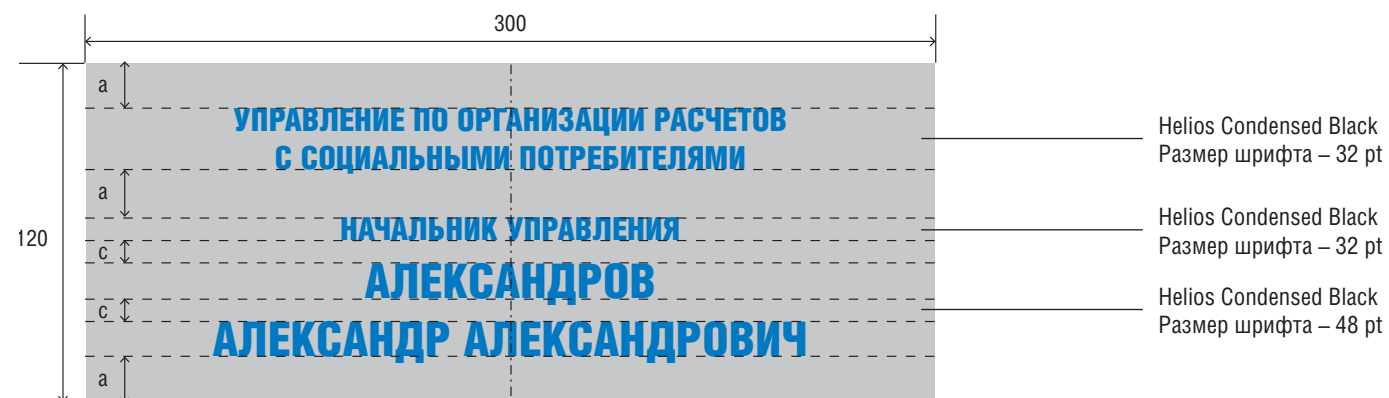 300
a
УПРАВЛЕНИЕ ПО ОРГАНИЗАЦИИ РАСЧЕТОВ
С СОЦИАЛЬНЫМИ ПОТРЕБИТЕЛЯМИ
Helios Condensed Black
Размер шрифта – 32 pt
a
120
НАЧАЛЬНИК УПРАВЛЕНИЯ
Helios Condensed Black
Размер шрифта – 32 pt
c
АЛЕКСАНДРОВ
c
Helios Condensed Black
Размер шрифта – 48 pt
АЛЕКСАНДР АЛЕКСАНДРОВИЧ
a